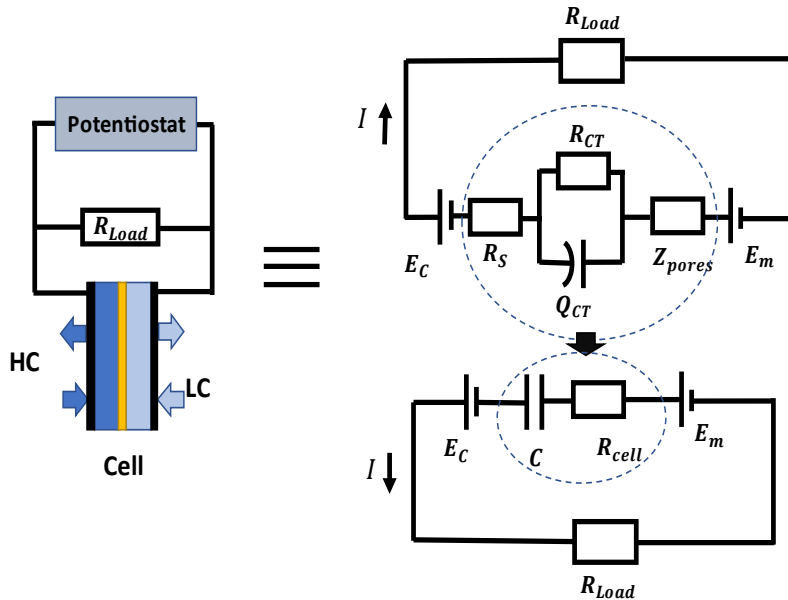 Potentiostat
R_Load
HC
LC
Cell
≡
R_Load
I
R_CT
E_C
R_S
Z_pores
E_m
Q_CT
E_C
C
R_cell
E_m
I
R_Load